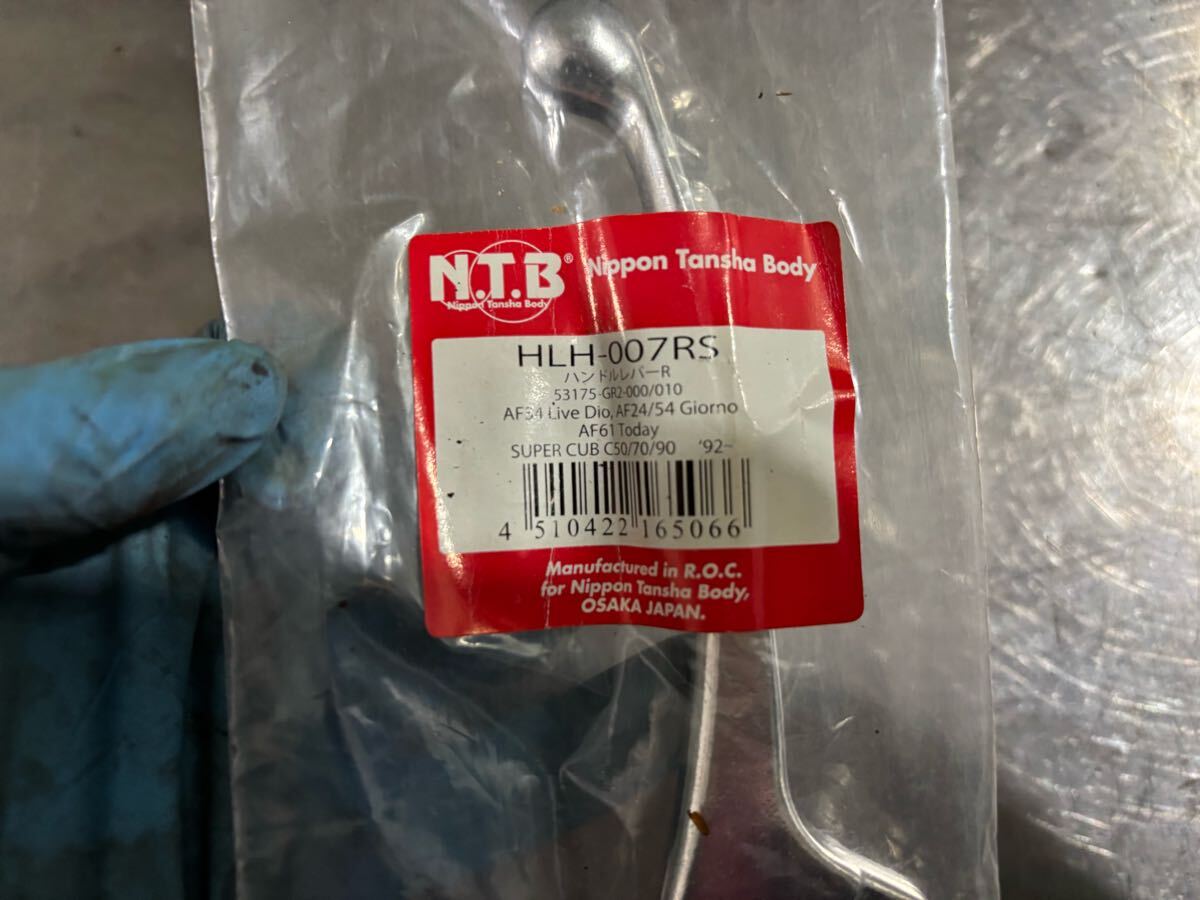 N.T.B® Nippon Tansha Body
Nippon Tansha Body
HLH-007RS
ハンドルレバーR
53175-GR2-000/010
AF34 Live Dio, AF24/54 Giorno
AF61 Today
SUPER CUB C50/70/90 '92~
4 510422 165066
Manufactured in R.O.C.
for Nippon Tansha Body,
OSAKA JAPAN.